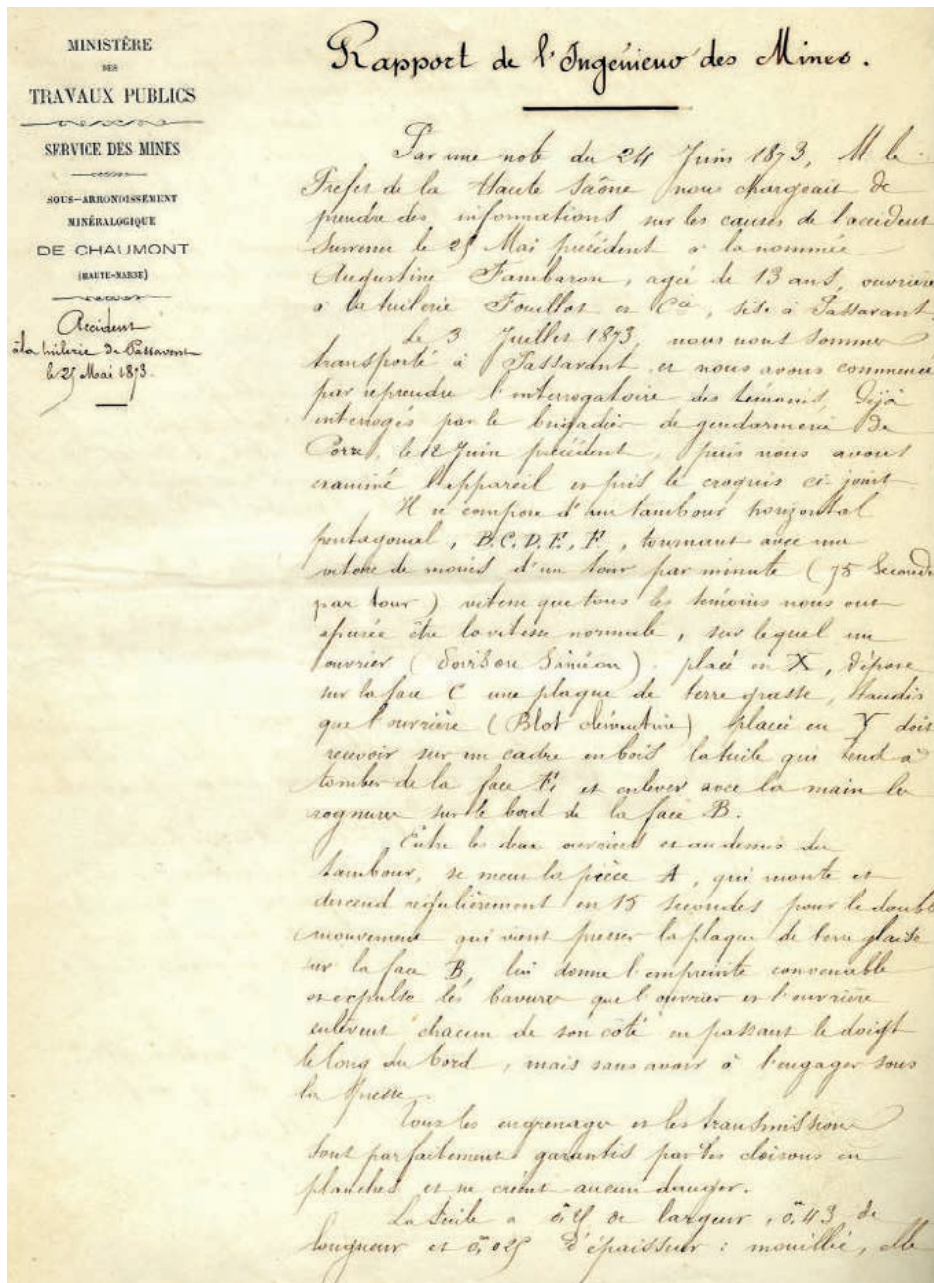 MINISTÈRE
DES
TRAVAUX PUBLICS
SERVICE DES MINES
SOUS-ARRONDISSEMENT
MINÉRALOGIQUE
DE CHAUMONT
(HAUTE-MARNE)
Accident
à la tuilerie de Passavant
le 25 Mai 1873.
Rapport de l'Ingénieur des Mines.
Par une note du 24 Juin 1873, M le
Préfet de la Haute Saône nous chargeait de
prendre des informations sur les causes de l'accident
survenu le 25 Mai précédent à la nommée
Augustine Tambaron, agée de 13 ans, ouvrière
à la tuilerie Fouillot et Cie, sise à Passavant.
Le 3 Juillet 1873, nous nous sommes
transporté à Passavant et nous avons commencé
par reprendre l'interrogatoire des témoins déjà
interrogés par le brigadier de gendarmerie de
Corre, le 12 Juin précédent, puis nous avons
examiné l'appareil et pris le croquis ci-joint
Il se compose d'un tambour horizontal
pentagonal, B.C.D.E.F, tournant avec une
vitesse de moins d'un tour par minute (75 Secondes
par tour) vitesse que tous les témoins nous ont
être la vitesse normale, sur lequel un
ouvrier (Siméon) placé en X, dépose
sur la face C une plaque de terre grasse, tandis
que l'ouvrière (Blot Clémentine) placée en Y doit
recevoir sur un cadre en bois la tuile qui tend à
tomber de la face F, et enlever avec la main la
rognure sur le bord de la face B.
Entre les deux ouvriers et au dessus du
tambour, se meut la pièce A, qui monte et
descend régulièrement en 15 secondes pour le double
mouvement qui vient presser la plaque de terre glaise
sur la face B, lui donne l'empreinte convenable
et expulse les bavures que l'ouvrier et l'ouvrière
enlèvent chacun de son côté en passant le doigt
le long du bord, mais sans avoir à l'engager sous
la presse.
Tous les engrenages et les transmissions
sont parfaitement garantis par les cloisons en
planches et ne créent aucun danger.
La tuile a de largeur, 0,m43 de
longueur et 0,m025 d'épaisseur : mouillée, elle